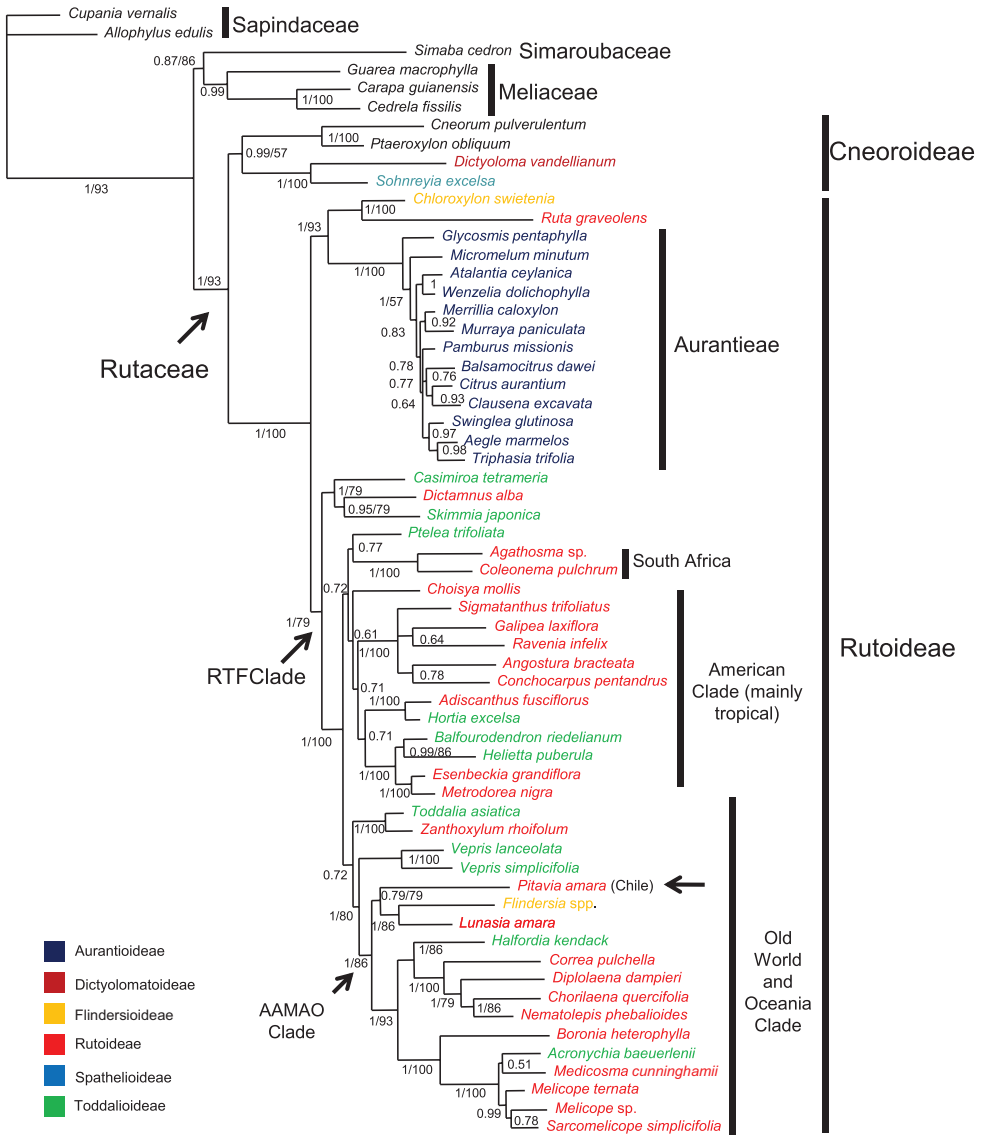 Cupania vernalis
Allophylus edulis
Sapindaceae
Simaba cedron
Simaroubaceae
0.87/86
Guarea macrophylla
0.99
Carapa guianensis
1/100
Cedrela fissilis
Meliaceae
Cneorum pulverulentum
1/100
Ptaeroxylon obliquum
0.99/57
Dictyoloma vandellianum
1/100
Sohnreyia excelsa
Cneoroideae
1/93
Chloroxylon swietenia
1/100
Ruta graveolens
1/93
Glycosmis pentaphylla
1/100
Micromelum minutum
Atalantia ceylanica
1
Wenzelia dolichophylla
1/57
Merrillia caloxylon
0.92
Murraya paniculata
0.83
Pamburus missionis
0.78
Balsamocitrus dawei
0.76
0.77
Citrus aurantium
0.93
Clausena excavata
0.64
Swinglea glutinosa
0.97
Aegle marmelos
0.98
Triphasia trifolia
Aurantieae
1/93
Rutaceae
1/100
Casimiroa tetrameria
1/79
Dictamnus alba
0.95/79
Skimmia japonica
Ptelea trifoliata
0.77
Agathosma sp.
1/100
Coleonema pulchrum
South Africa
0.72
Choisya mollis
Sigmatanthus trifoliatus
0.61
Galipea laxiflora
0.64
1/100
Ravenia infelix
Angostura bracteata
0.78
Conchocarpus pentandrus
0.71
Adiscanthus fusciflorus
1/100
Hortia excelsa
0.71
Balfourodendron riedelianum
0.99/86
Helietta puberula
1/100
Esenbeckia grandiflora
1/100
Metrodorea nigra
American
Clade (mainly
tropical)
Rutoideae
1/79
RTFClade
1/100
Toddalia asiatica
1/100
Zanthoxylum rhoifolum
Vepris lanceolata
1/100
Vepris simplicifolia
0.72
Pitavia amara (Chile)
0.79/79
Flindersia spp.
1/86
Lunasia amara
1/80
Halfordia kendack
1/86
1/86
Correa pulchella
1/100
Diplolaena dampieri
1/79
Chorilaena quercifolia
1/86
Nematolepis phebalioides
AAMAO
Clade
1/93
Boronia heterophylla
1/100
Acronychia baeuerlenii
0.51
Medicosma cunninghamii
1/100
Melicope ternata
0.99
Melicope sp.
0.78
Sarcomelicope simplicifolia
Old
World
and
Oceania
Clade
Aurantioideae
Dictyolomatoideae
Flindersioideae
Rutoideae
Spathelioideae
Toddalioideae